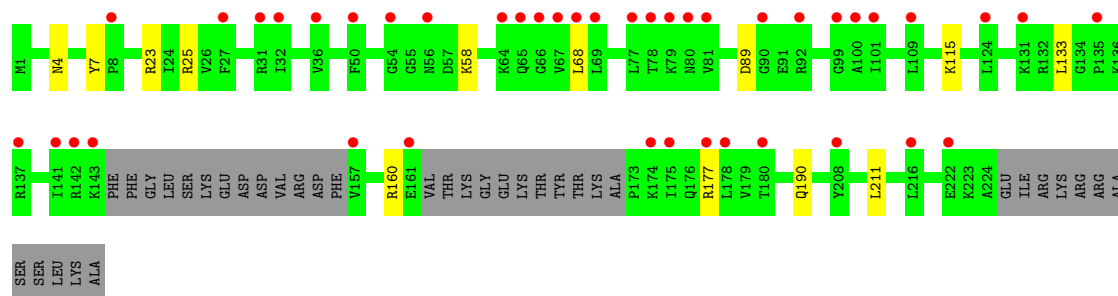 M1 N4 Y7 P8 R23 I24 R25 V26 F27 R31 I32 V36 F50 G54 G55 N56 D57 K58 K64 Q65 G66 V67 L68 L69 L77 T78 K79 N80 V81 D89 G90 E91 R92 G99 A100 I101 L109 K115 L124 K131 R132 L133 G134 P135 K136
R137 I141 R142 K143 PHE PHE GLY LEU SER LYS GLU ASP ASP VAL ARG ASP PHE V157 R160 E161 VAL THR LYS GLY GLU LYS THR TYR THR LYS ALA P173 K174 I175 Q176 R177 L178 V179 T180 Q190 Y208 L211 L216 E222 K223 A224 GLU ILE ARG LYS ARG ARG ALA
SER SER LEU LYS ALA